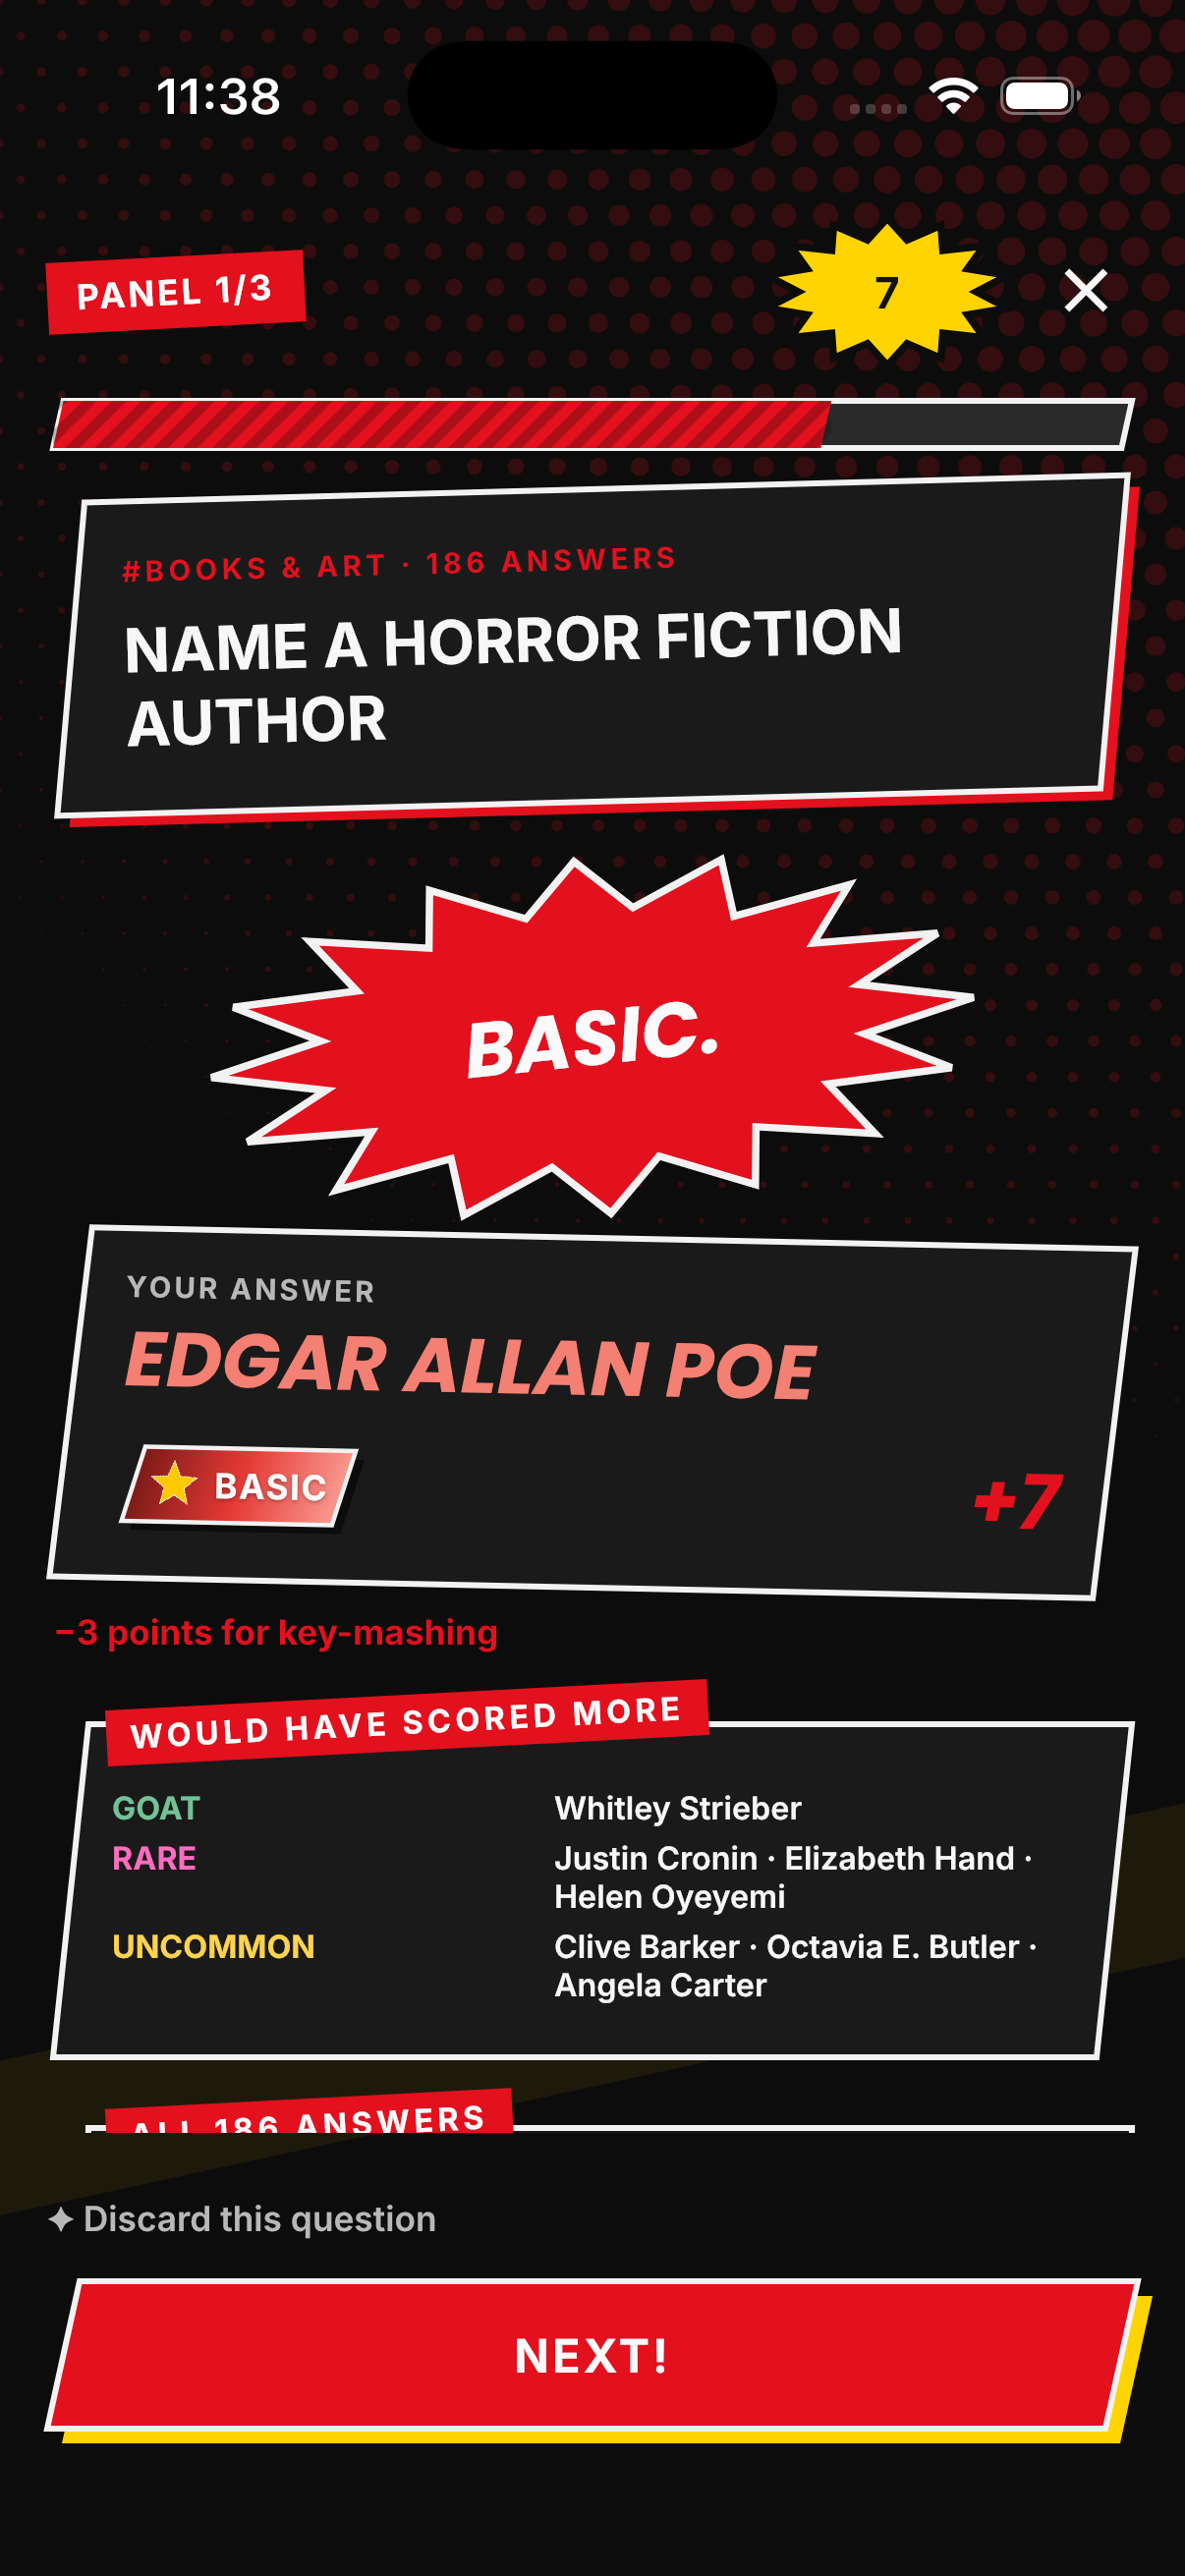 11:38
PANEL 1/3
7
#BOOKS & ART · 186 ANSWERS
NAME A HORROR FICTION
AUTHOR
BASIC.
YOUR ANSWER
EDGAR ALLAN POE
BASIC
+7
−3 points for key-mashing
WOULD HAVE SCORED MORE
GOAT
Whitley Strieber
RARE
Justin Cronin · Elizabeth Hand ·
Helen Oyeyemi
UNCOMMON
Clive Barker · Octavia E. Butler ·
Angela Carter
ALL 186 ANSWERS
Discard this question
NEXT!